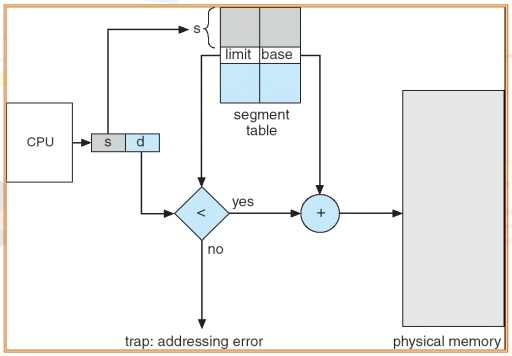 s
limit base
segment
table
CPU
s d
<
yes
+
no
trap: addressing error
physical memory